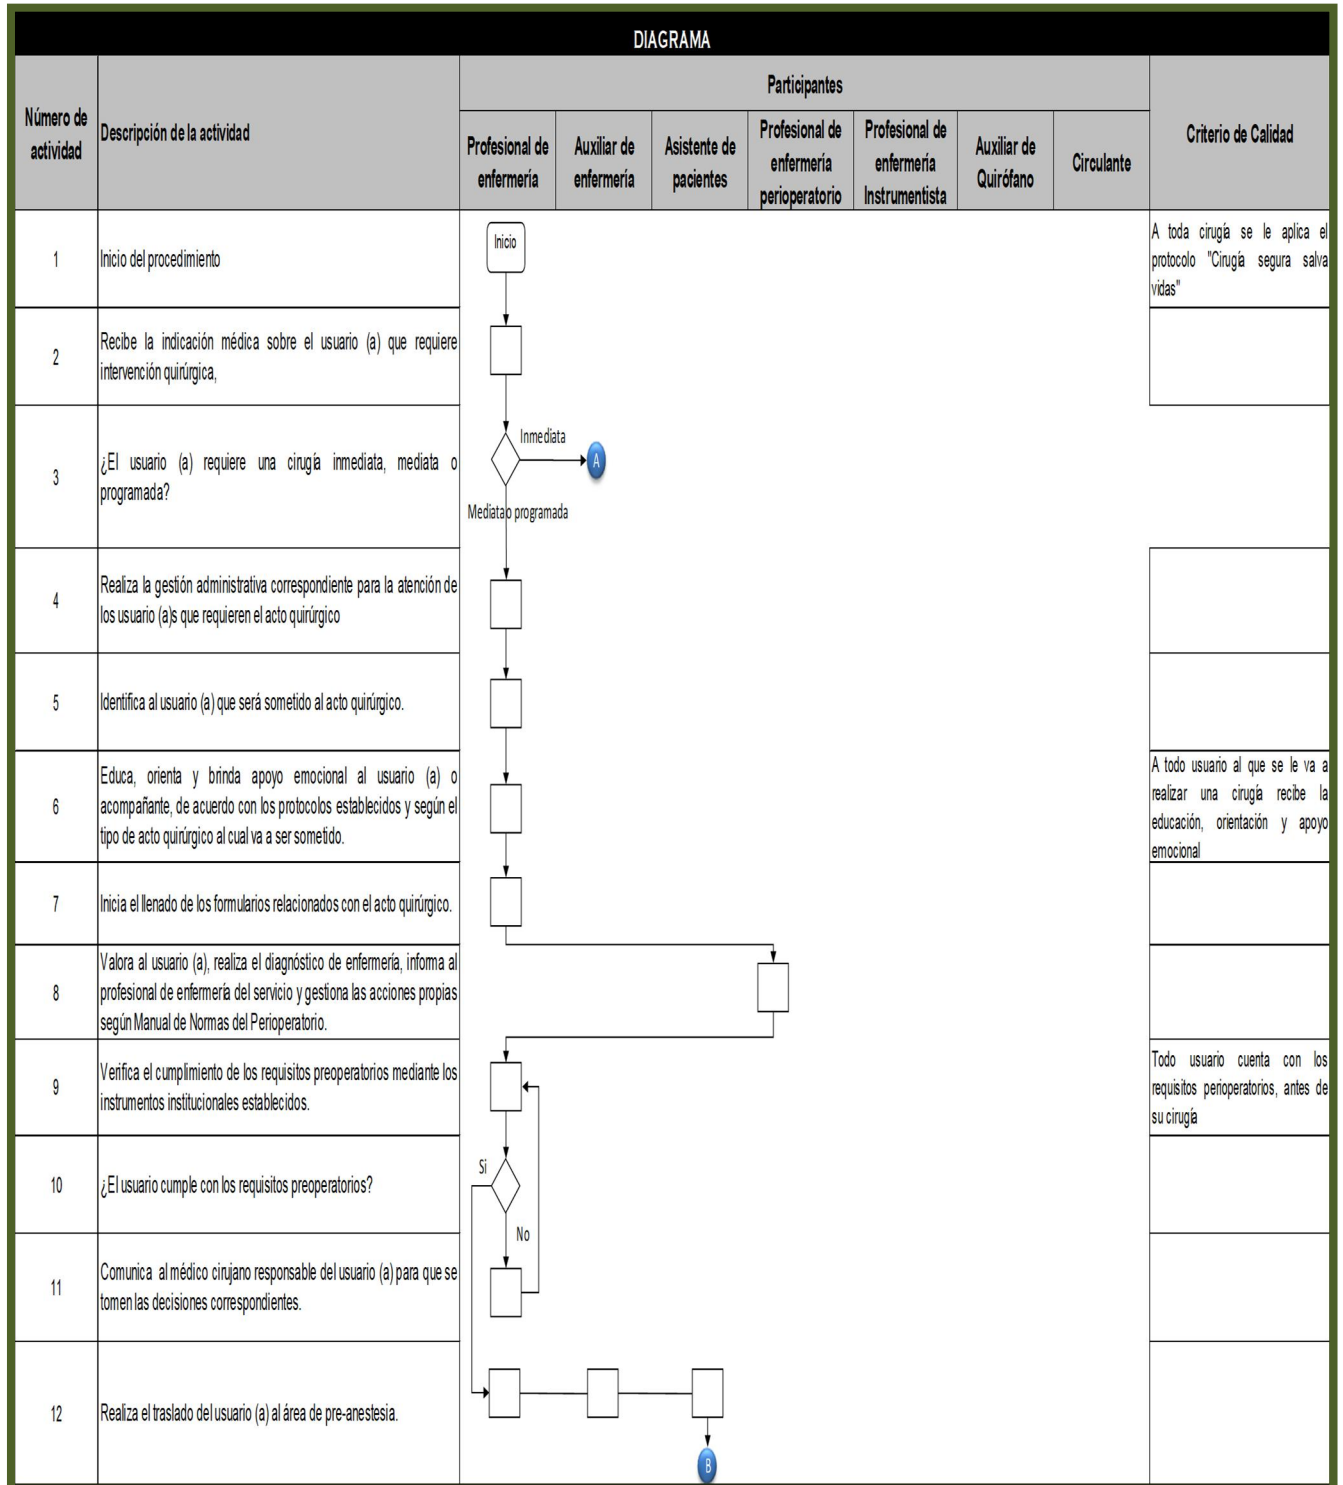 DIAGRAMA
Número de
actividad
Descripción de la actividad
Participantes
Criterio de Calidad
Profesional de
enfermería
Auxiliar de
enfermería
Asistente de
pacientes
Profesional de
enfermería
perioperatorio
Profesional de
enfermería
Instrumentista
Auxiliar de
Quirófano
Circulante
1
Inicio del procedimiento
Inicio
A toda cirugía se le aplica el
protocolo "Cirugía segura salva
vidas"
2
Recibe la indicación médica sobre el usuario (a) que requiere
intervención quirúrgica,
3
¿El usuario (a) requiere una cirugía inmediata, mediata o
programada?
Inmediata
A
Mediata o programada
4
Realiza la gestión administrativa correspondiente para la atención de
los usuario (a)s que requieren el acto quirúrgico
5
Identifica al usuario (a) que será sometido al acto quirúrgico.
6
Educa, orienta y brinda apoyo emocional al usuario (a) o
acompañante, de acuerdo con los protocolos establecidos y según el
tipo de acto quirúrgico al cual va a ser sometido.
A todo usuario al que se le va a
realizar una cirugía recibe la
educación, orientación y apoyo
emocional
7
Inicia el llenado de los formularios relacionados con el acto quirúrgico.
8
Valora al usuario (a), realiza el diagnóstico de enfermería, informa al
profesional de enfermería del servicio y gestiona las acciones propias
según Manual de Normas del Perioperatorio.
9
Verifica el cumplimiento de los requisitos preoperatorios mediante los
instrumentos institucionales establecidos.
Todo usuario cuenta con los
requisitos perioperatorios, antes de
su cirugía
10
¿El usuario cumple con los requisitos preoperatorios?
Si
No
11
Comunica al médico cirujano responsable del usuario (a) para que se
tomen las decisiones correspondientes.
12
Realiza el traslado del usuario (a) al área de pre-anestesia.
B